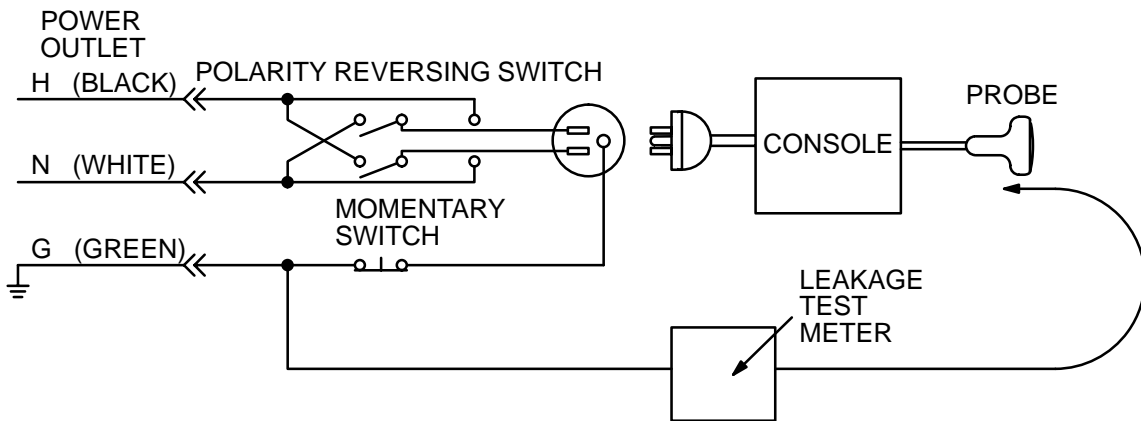 POWER
OUTLET
H (BLACK)
POLARITY REVERSING SWITCH
PROBE
CONSOLE
N (WHITE)
MOMENTARY
SWITCH
G (GREEN)
LEAKAGE
TEST
METER